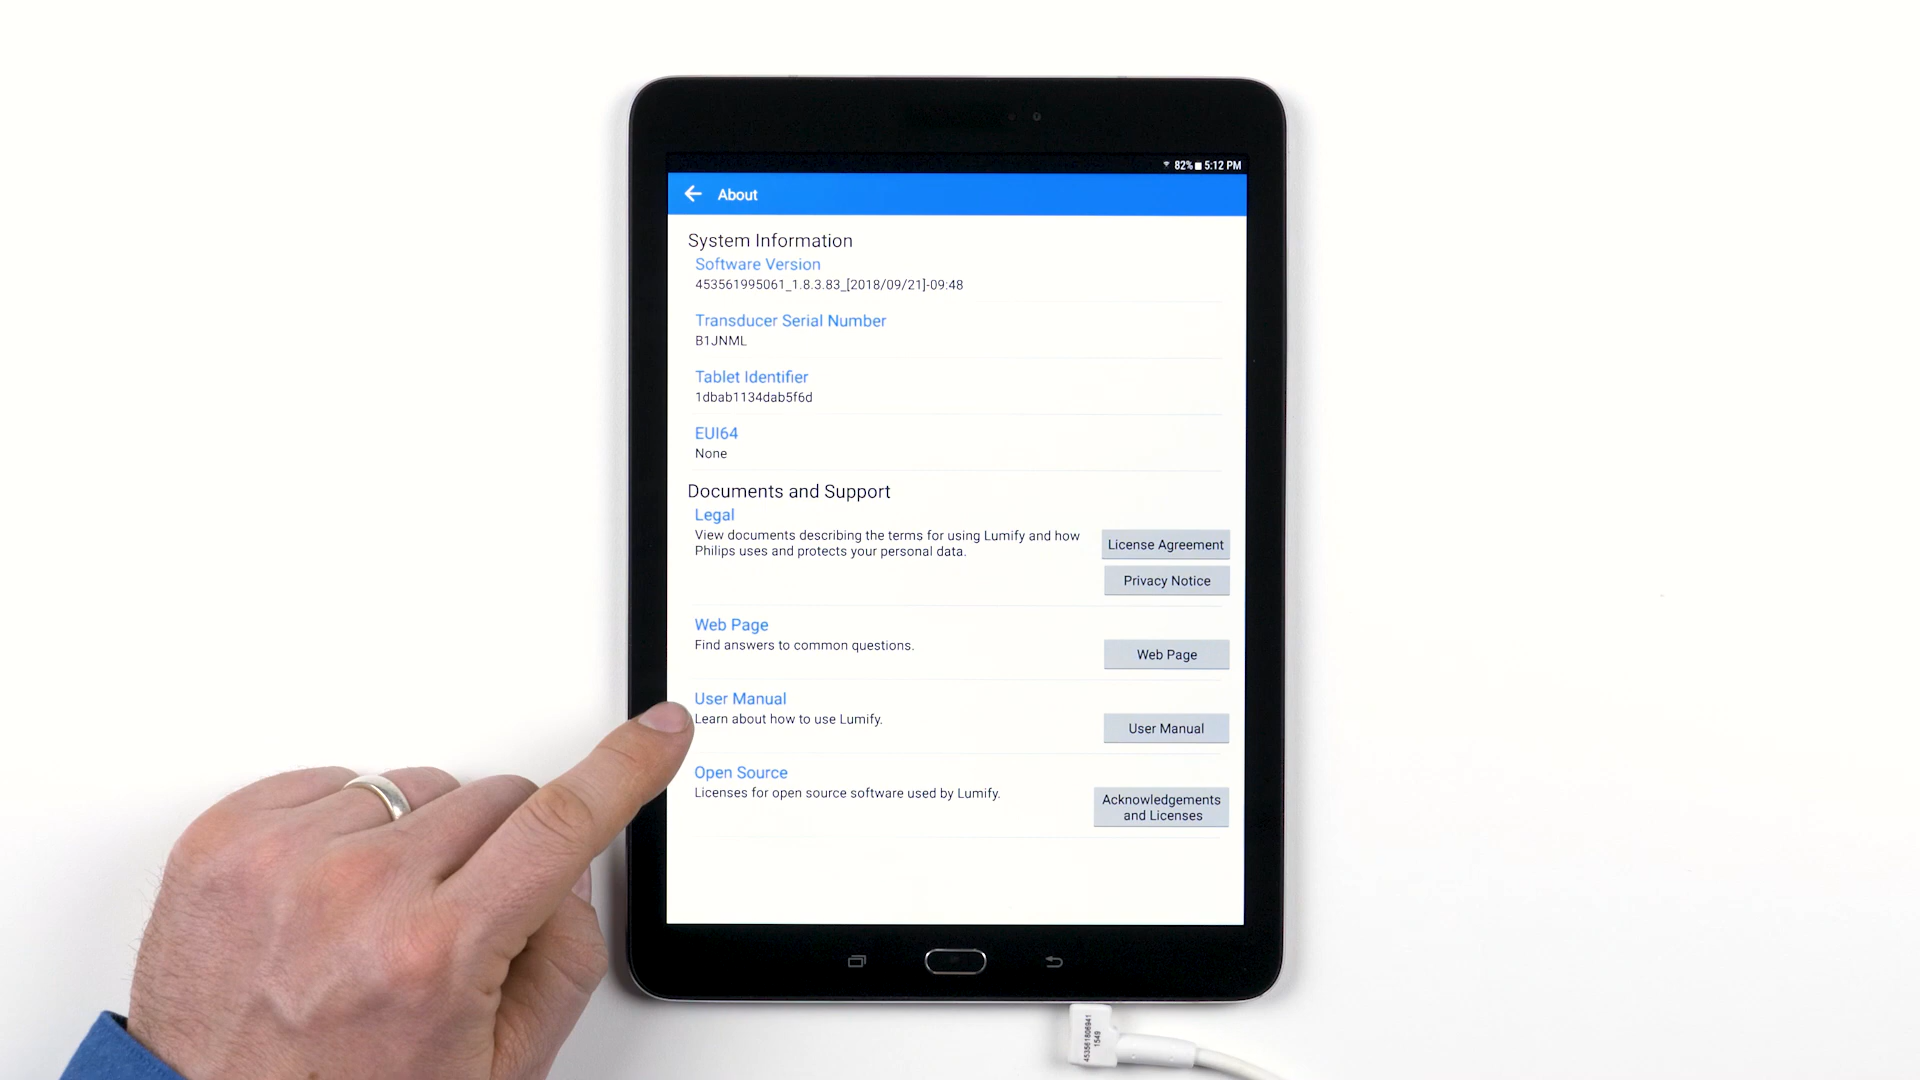 82% 5:12 PM
About
System Information
Software Version
453561995061_1.8.3.83_[2018/09/21]-09:48
Transducer Serial Number
B1JNML
Tablet Identifier
1dbab1134dab5f6d
EUI64
None
Documents and Support
Legal
View documents describing the terms for using Lumify and how
Philips uses and protects your personal data.
License Agreement
Privacy Notice
Web Page
Find answers to common questions.
Web Page
User Manual
Learn about how to use Lumify.
User Manual
Open Source
Licenses for open source software used by Lumify.
Acknowledgements
and Licenses
453561806941
1549